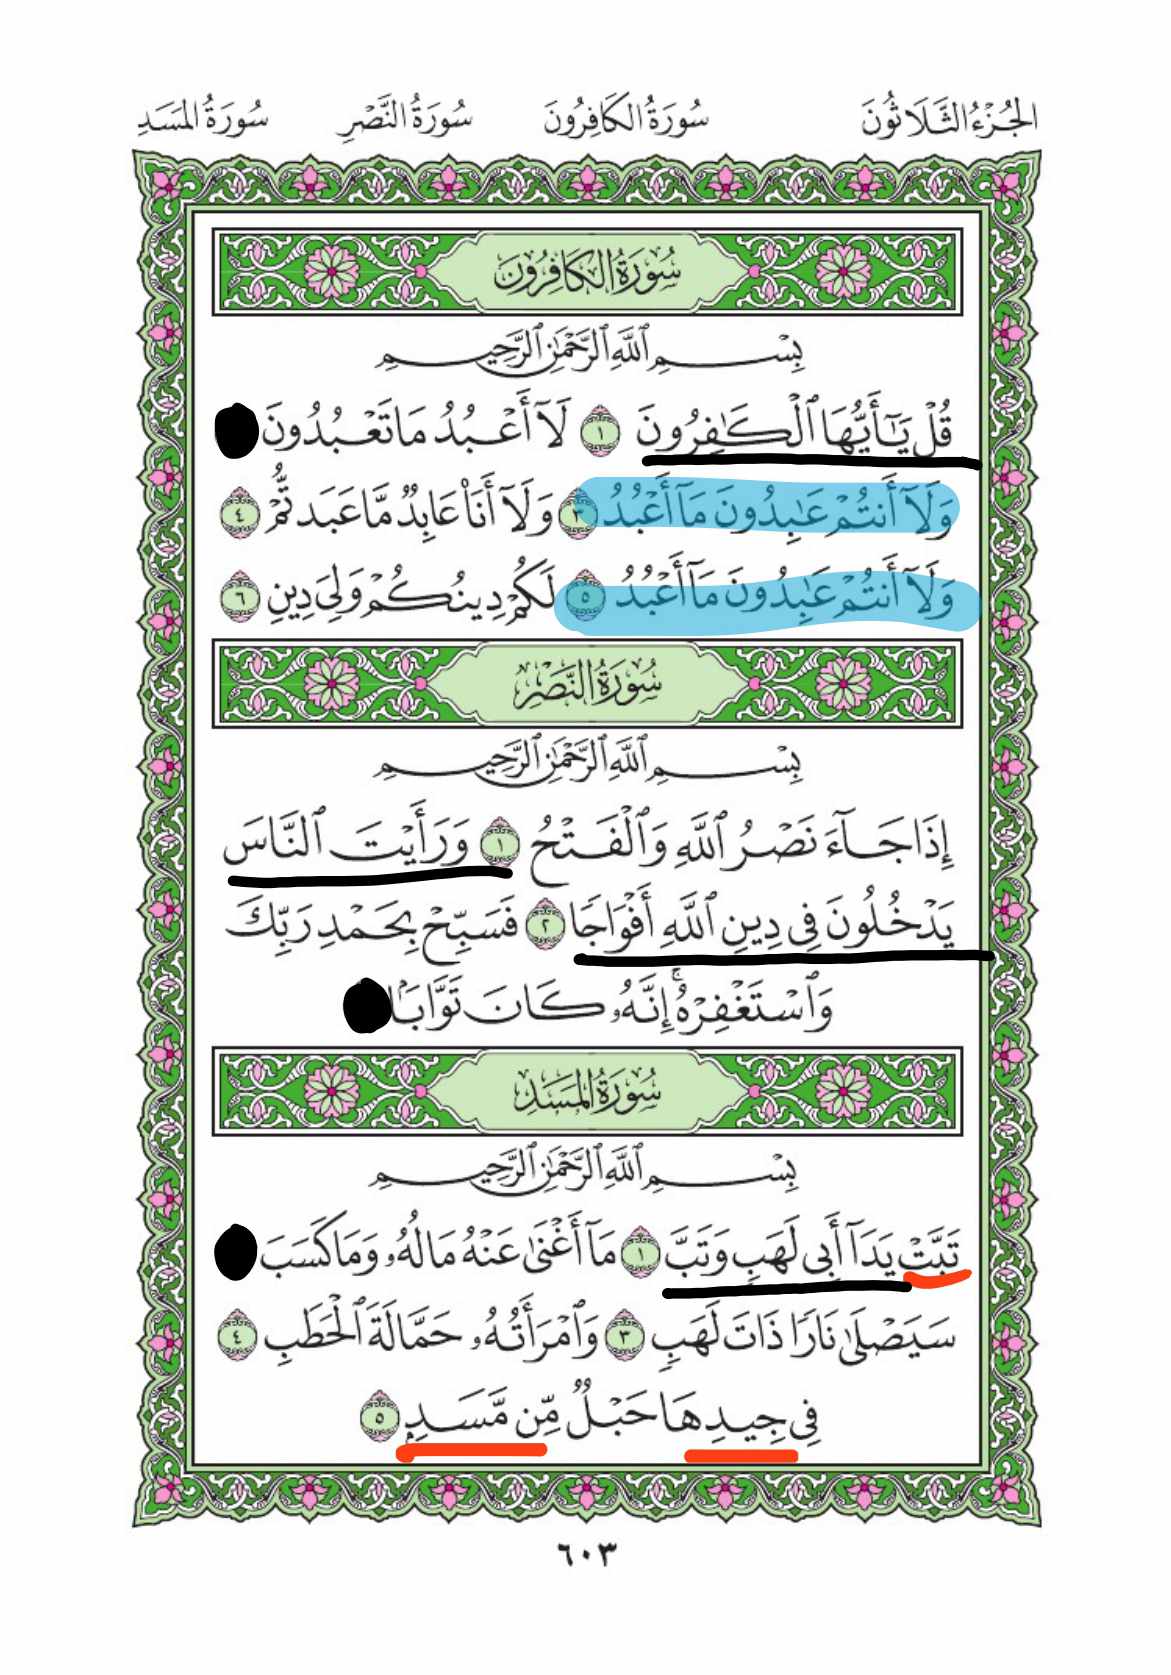 الجُزْءُ الثَّلَاثُونَ سُورَةُ الكَافِرُونَ سُورَةُ النَّصْرِ سُورَةُ المَسَدِ
سُورَةُ الكَافِرُونَ
بِسْمِ ٱللَّهِ ٱلرَّحْمَٰنِ ٱلرَّحِيمِ
قُلْ يَٰٓأَيُّهَا ٱلْكَٰفِرُونَ ١ لَآ أَعْبُدُ مَا تَعْبُدُونَ
وَلَآ أَنتُمْ عَٰبِدُونَ مَآ أَعْبُدُ ٣ وَلَآ أَنَا۠ عَابِدٌ مَّا عَبَدتُّمْ ٤
وَلَآ أَنتُمْ عَٰبِدُونَ مَآ أَعْبُدُ ٥ لَكُمْ دِينُكُمْ وَلِىَ دِينِ ٦
سُورَةُ النَّصْرِ
بِسْمِ ٱللَّهِ ٱلرَّحْمَٰنِ ٱلرَّحِيمِ
إِذَا جَآءَ نَصْرُ ٱللَّهِ وَٱلْفَتْحُ ١ وَرَأَيْتَ ٱلنَّاسَ
يَدْخُلُونَ فِى دِينِ ٱللَّهِ أَفْوَاجًا ٢ فَسَبِّحْ بِحَمْدِ رَبِّكَ
وَٱسْتَغْفِرْهُ ۚ إِنَّهُۥ كَانَ تَوَّابًۢا
سُورَةُ المَسَدِ
بِسْمِ ٱللَّهِ ٱلرَّحْمَٰنِ ٱلرَّحِيمِ
تَبَّتْ يَدَآ أَبِى لَهَبٍ وَتَبَّ ١ مَآ أَغْنَىٰ عَنْهُ مَالُهُۥ وَمَا كَسَبَ
سَيَصْلَىٰ نَارًا ذَاتَ لَهَبٍ ٣ وَٱمْرَأَتُهُۥ حَمَّالَةَ ٱلْحَطَبِ ٤
فِى جِيدِهَا حَبْلٌ مِّن مَّسَدٍۭ ٥
٦٠٣